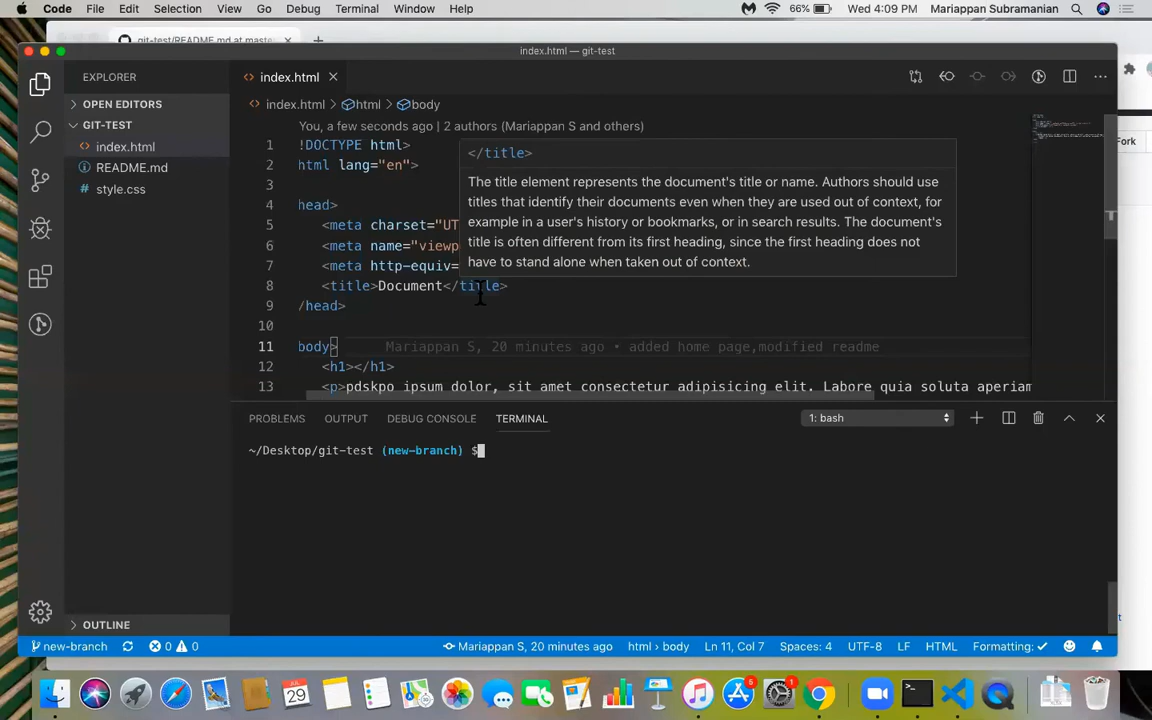 Code File Edit Selection View Go Debug Terminal Window Help 66% Wed 4:09 PM Mariappan Subramanian
git-test/README.md at master
index.html — git-test
EXPLORER
index.html
OPEN EDITORS
GIT-TEST
index.html
README.md
style.css
OUTLINE
index.html > html > body
You, a few seconds ago | 2 authors (Mariappan S and others)
1 !DOCTYPE html>
2 html lang="en">
3
4 head>
5 <meta charset="UT
6 <meta name="viewp
7 <meta http-equiv=
8 <title>Document</title>
9 /head>
10
11 body> Mariappan S, 20 minutes ago • added home page,modified readme
12 <h1></h1>
13 <p>pdskpo ipsum dolor, sit amet consectetur adipisicing elit. Labore quia soluta aperiam
</title>
The title element represents the document's title or name. Authors should use
titles that identify their documents even when they are used out of context, for
example in a user's history or bookmarks, or in search results. The document's
title is often different from its first heading, since the first heading does not
have to stand alone when taken out of context.
Fork
PROBLEMS OUTPUT DEBUG CONSOLE TERMINAL 1: bash
~/Desktop/git-test (new-branch) $
new-branch 0 0 Mariappan S, 20 minutes ago html > body Ln 11, Col 7 Spaces: 4 UTF-8 LF HTML Formatting: ✓
JUL
29
5
1